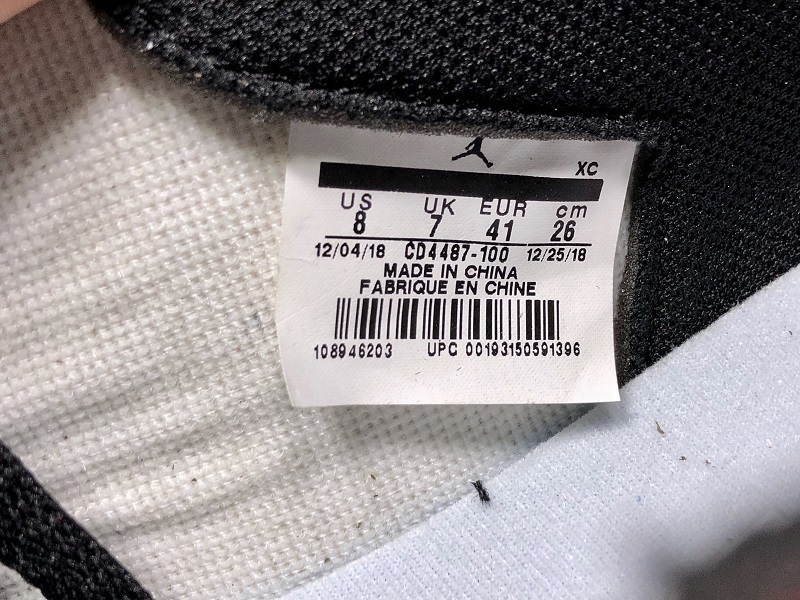 XC
US UK EUR cm
8 7 41 26
12/04/18 CD4487-100 12/25/18
MADE IN CHINA
FABRIQUE EN CHINE
108946203 UPC 00193150591396